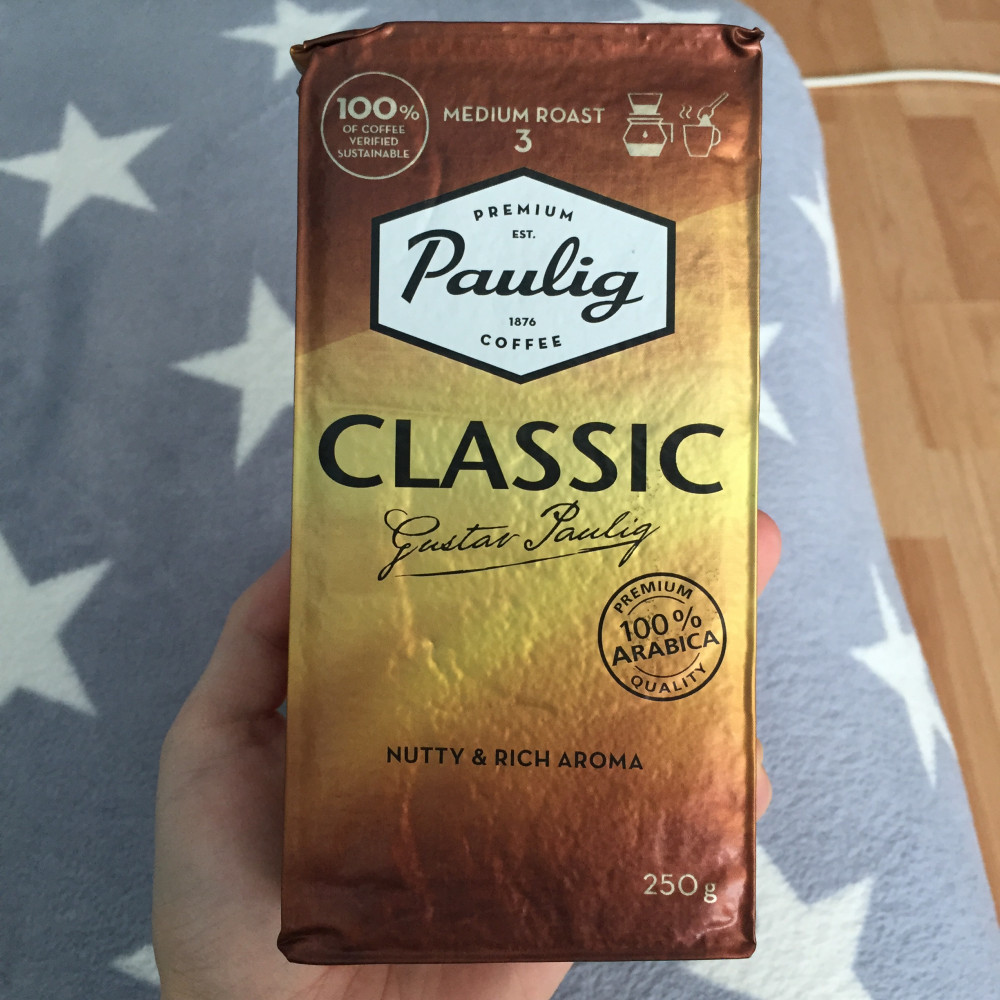 100%
OF COFFEE
VERIFIED
SUSTAINABLE
MEDIUM ROAST
3
PREMIUM
EST.
Paulig
1876
COFFEE
CLASSIC
Gustav Paulig
PREMIUM
100%
ARABICA
QUALITY
NUTTY & RICH AROMA
250g